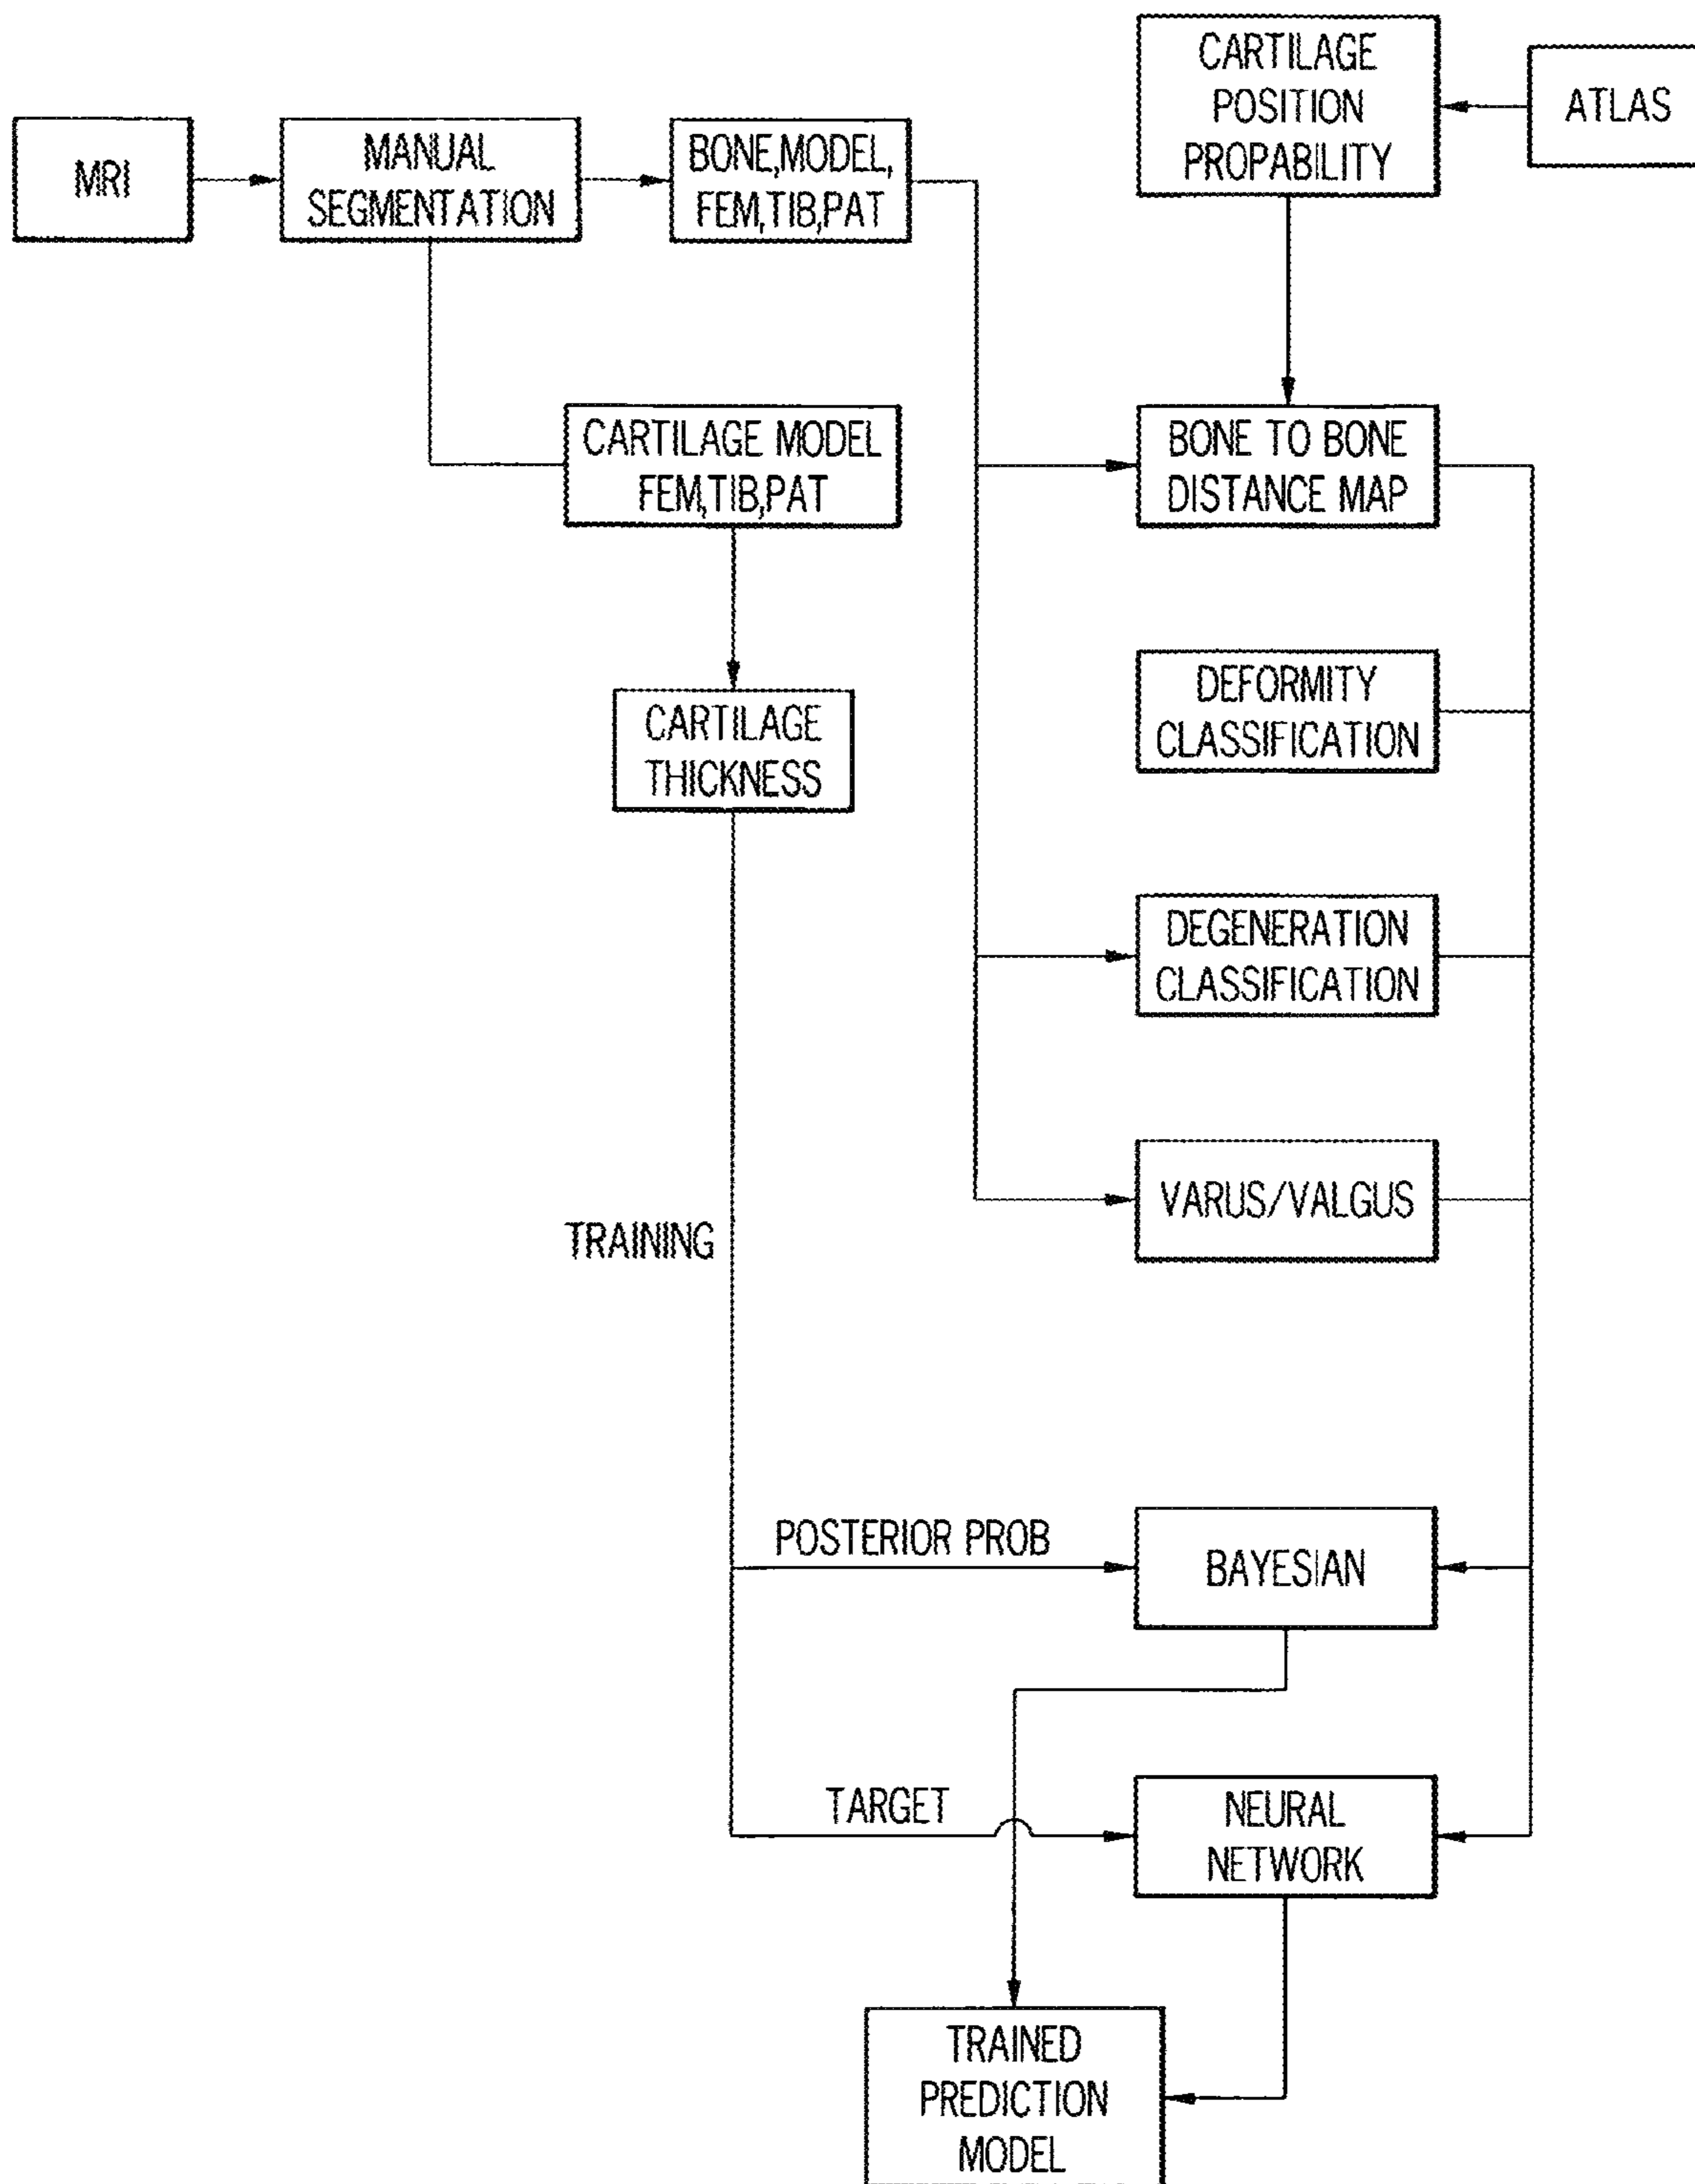 CARTILAGE
POSITION
PROPABILITY
ATLAS
MRI
MANUAL
SEGMENTATION
BONE,MODEL,
FEM,TIB,PAT
CARTILAGE MODEL
FEM,TIB,PAT
BONE TO BONE
DISTANCE MAP
CARTILAGE
THICKNESS
DEFORMITY
CLASSIFICATION
DEGENERATION
CLASSIFICATION
VARUS/VALGUS
TRAINING
POSTERIOR PROB
BAYESIAN
TARGET
NEURAL
NETWORK
TRAINED
PREDICTION
MODEL